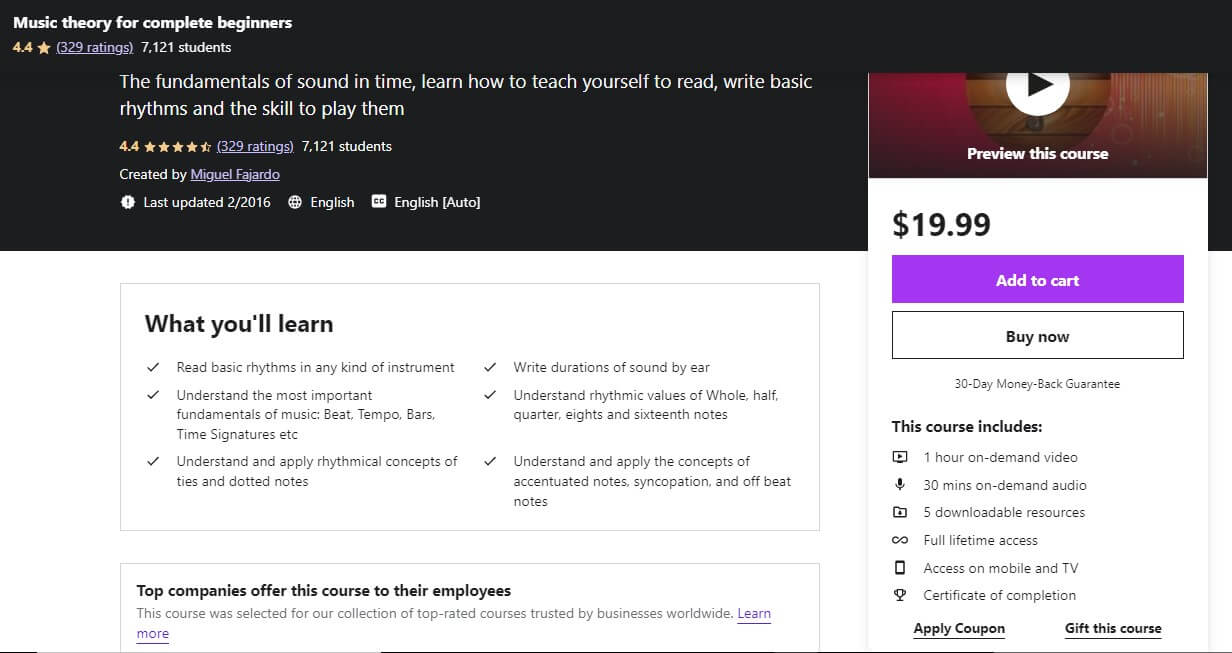 Music theory for complete beginners
4.4 (329 ratings) 7,121 students
The fundamentals of sound in time, learn how to teach yourself to read, write basic
rhythms and the skill to play them
4.4 (329 ratings) 7,121 students
Created by Miguel Fajardo
Last updated 2/2016 English CC English [Auto]
Preview this course
$19.99
Add to cart
Buy now
30-Day Money-Back Guarantee
This course includes:
1 hour on-demand video
30 mins on-demand audio
5 downloadable resources
Full lifetime access
Access on mobile and TV
Certificate of completion
Apply Coupon Gift this course
What you'll learn
Read basic rhythms in any kind of instrument
Understand the most important
fundamentals of music: Beat, Tempo, Bars,
Time Signatures etc
Understand and apply rhythmical concepts of
ties and dotted notes
Write durations of sound by ear
Understand rhythmic values of Whole, half,
quarter, eights and sixteenth notes
Understand and apply the concepts of
accentuated notes, syncopation, and off beat
notes
Top companies offer this course to their employees
This course was selected for our collection of top-rated courses trusted by businesses worldwide. Learn
more